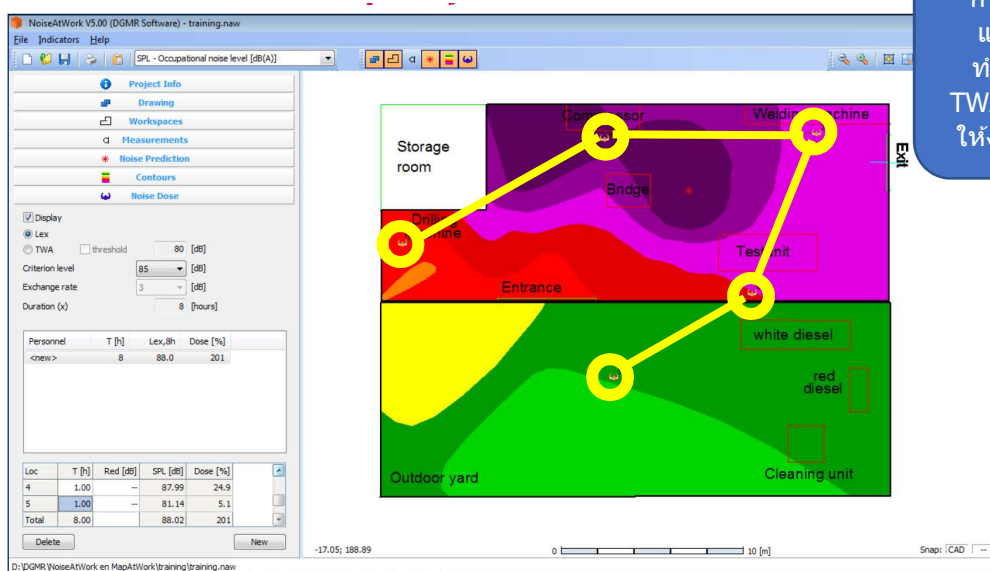 NoiseAtWork V5.00 (DGMR Software) - training.naw
File Indicators Help
SPL - Occupational noise level [dB(A)]
Project Info
Drawing
Workspaces
Measurements
Noise Prediction
Contours
Noise Dose
Display
Lex
TWA threshold 80 [dB]
Criterion level 85 [dB]
Exchange rate 3 [dB]
Duration (x) 8 [hours]
Personnel T [h] Lex,8h Dose [%]
<new> 8 88.0 201
Loc T [h] Red [dB] SPL [dB] Dose [%]
4 1.00 -- 87.99 24.9
5 1.00 -- 81.14 5.1
Total 8.00 88.02 201
Delete New
D:\DGMR\NoiseAtWork en MapAtWork\training\training.naw
Storage
room
Bridge
Exit
Entrance
white diesel
red
diesel
Outdoor yard
Cleaning unit
-17.05; 188.89
0 10 [m]
Snap: CAD --